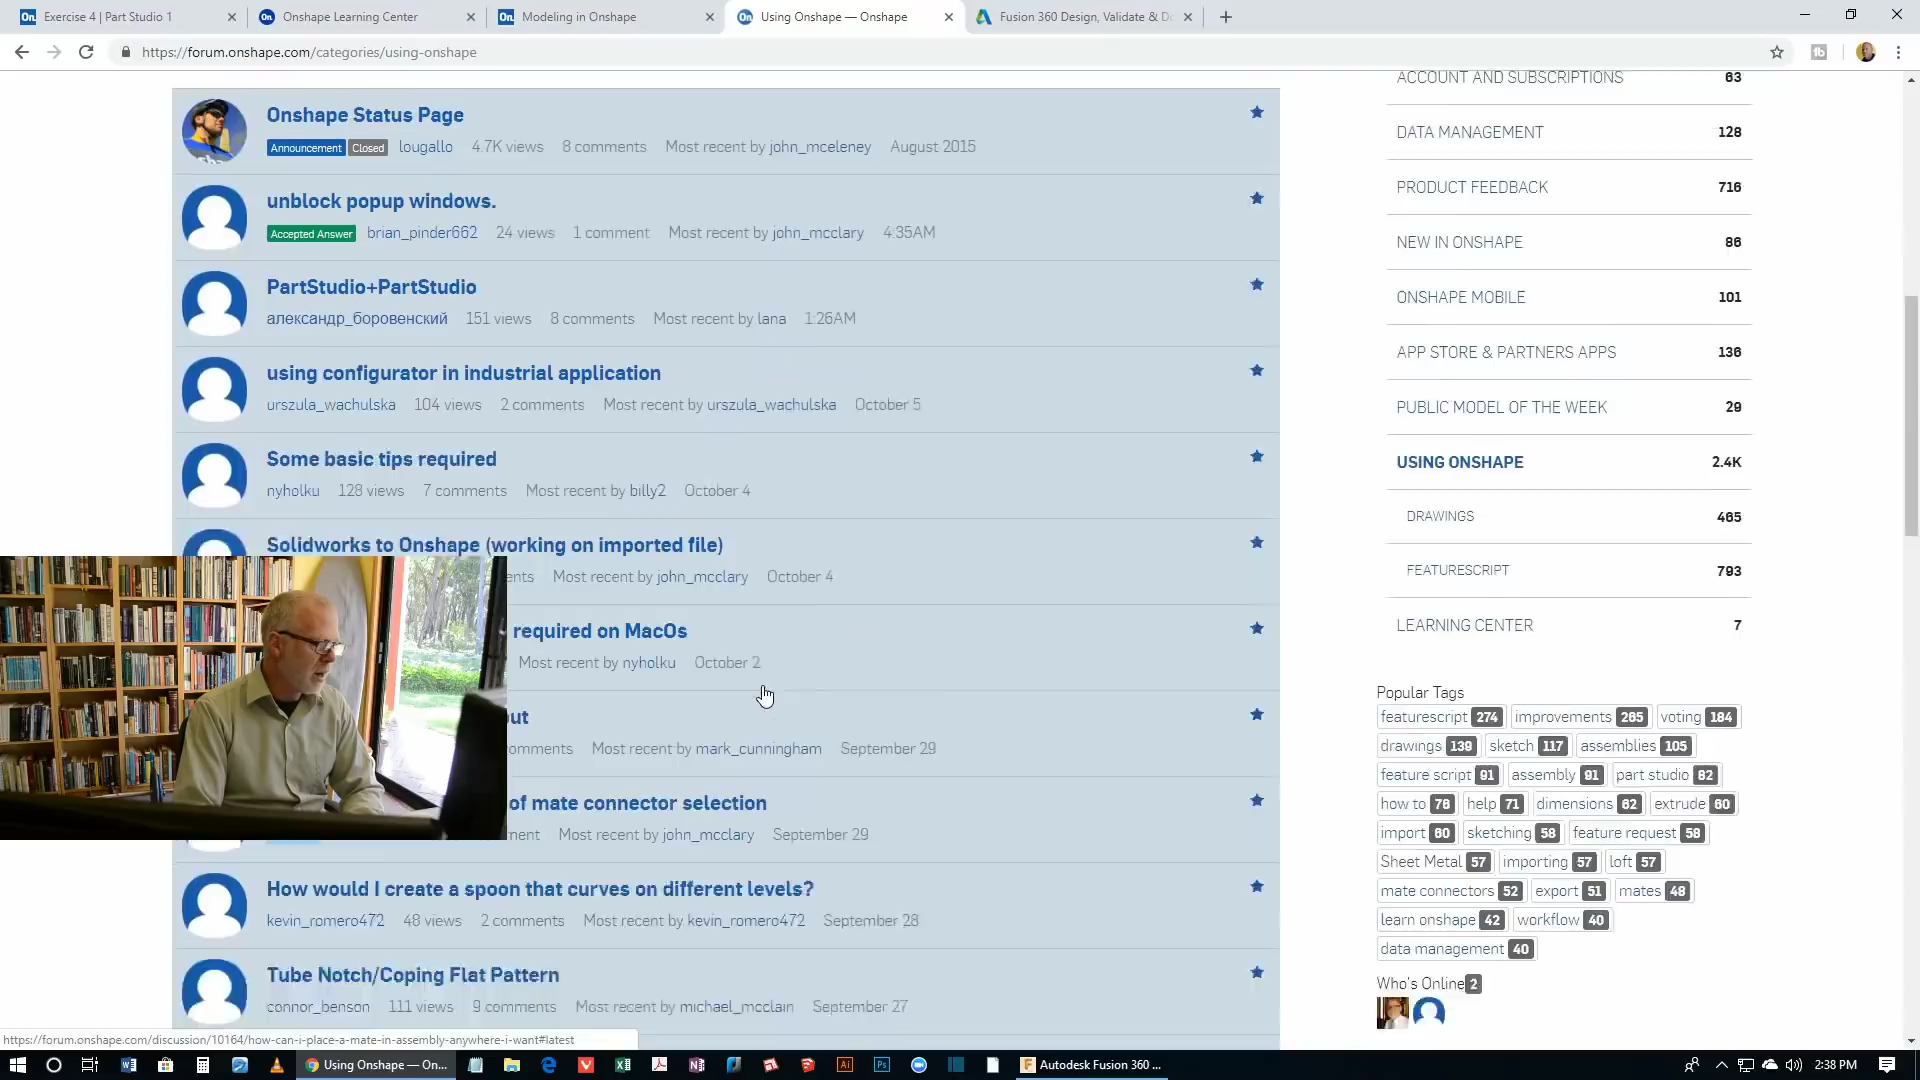 Exercise 4 | Part Studio 1
Onshape Learning Center
Modeling in Onshape
Using Onshape — Onshape
Fusion 360 Design, Validate & Do
https://forum.onshape.com/categories/using-onshape
Onshape Status Page
Announcement Closed lougallo 4.7K views 8 comments Most recent by john_mceleney August 2015
unblock popup windows.
Accepted Answer brian_pinder662 24 views 1 comment Most recent by john_mcclary 4:35AM
PartStudio+PartStudio
александр_боровенский 151 views 8 comments Most recent by lana 1:26AM
using configurator in industrial application
urszula_wachulska 104 views 2 comments Most recent by urszula_wachulska October 5
Some basic tips required
nyholku 128 views 7 comments Most recent by billy2 October 4
Solidworks to Onshape (working on imported file)
ents Most recent by john_mcclary October 4
required on MacOs
Most recent by nyholku October 2
out
comments Most recent by mark_cunningham September 29
of mate connector selection
ment Most recent by john_mcclary September 29
How would I create a spoon that curves on different levels?
kevin_romero472 48 views 2 comments Most recent by kevin_romero472 September 28
Tube Notch/Coping Flat Pattern
connor_benson 111 views 9 comments Most recent by michael_mcclain September 27
ACCOUNT AND SUBSCRIPTIONS 63
DATA MANAGEMENT 128
PRODUCT FEEDBACK 716
NEW IN ONSHAPE 86
ONSHAPE MOBILE 101
APP STORE & PARTNERS APPS 136
PUBLIC MODEL OF THE WEEK 29
USING ONSHAPE 2.4K
DRAWINGS 465
FEATURESCRIPT 793
LEARNING CENTER 7
Popular Tags
featurescript 274 improvements 265 voting 184
drawings 139 sketch 117 assemblies 105
feature script 91 assembly 91 part studio 82
how to 76 help 71 dimensions 62 extrude 60
import 60 sketching 58 feature request 58
Sheet Metal 57 importing 57 loft 57
mate connectors 52 export 51 mates 48
learn onshape 42 workflow 40
data management 40
Who's Online 2
https://forum.onshape.com/discussion/10164/how-can-i-place-a-mate-in-assembly-anywhere-i-want#latest
Using Onshape — On...
Autodesk Fusion 360 ...
2:38 PM